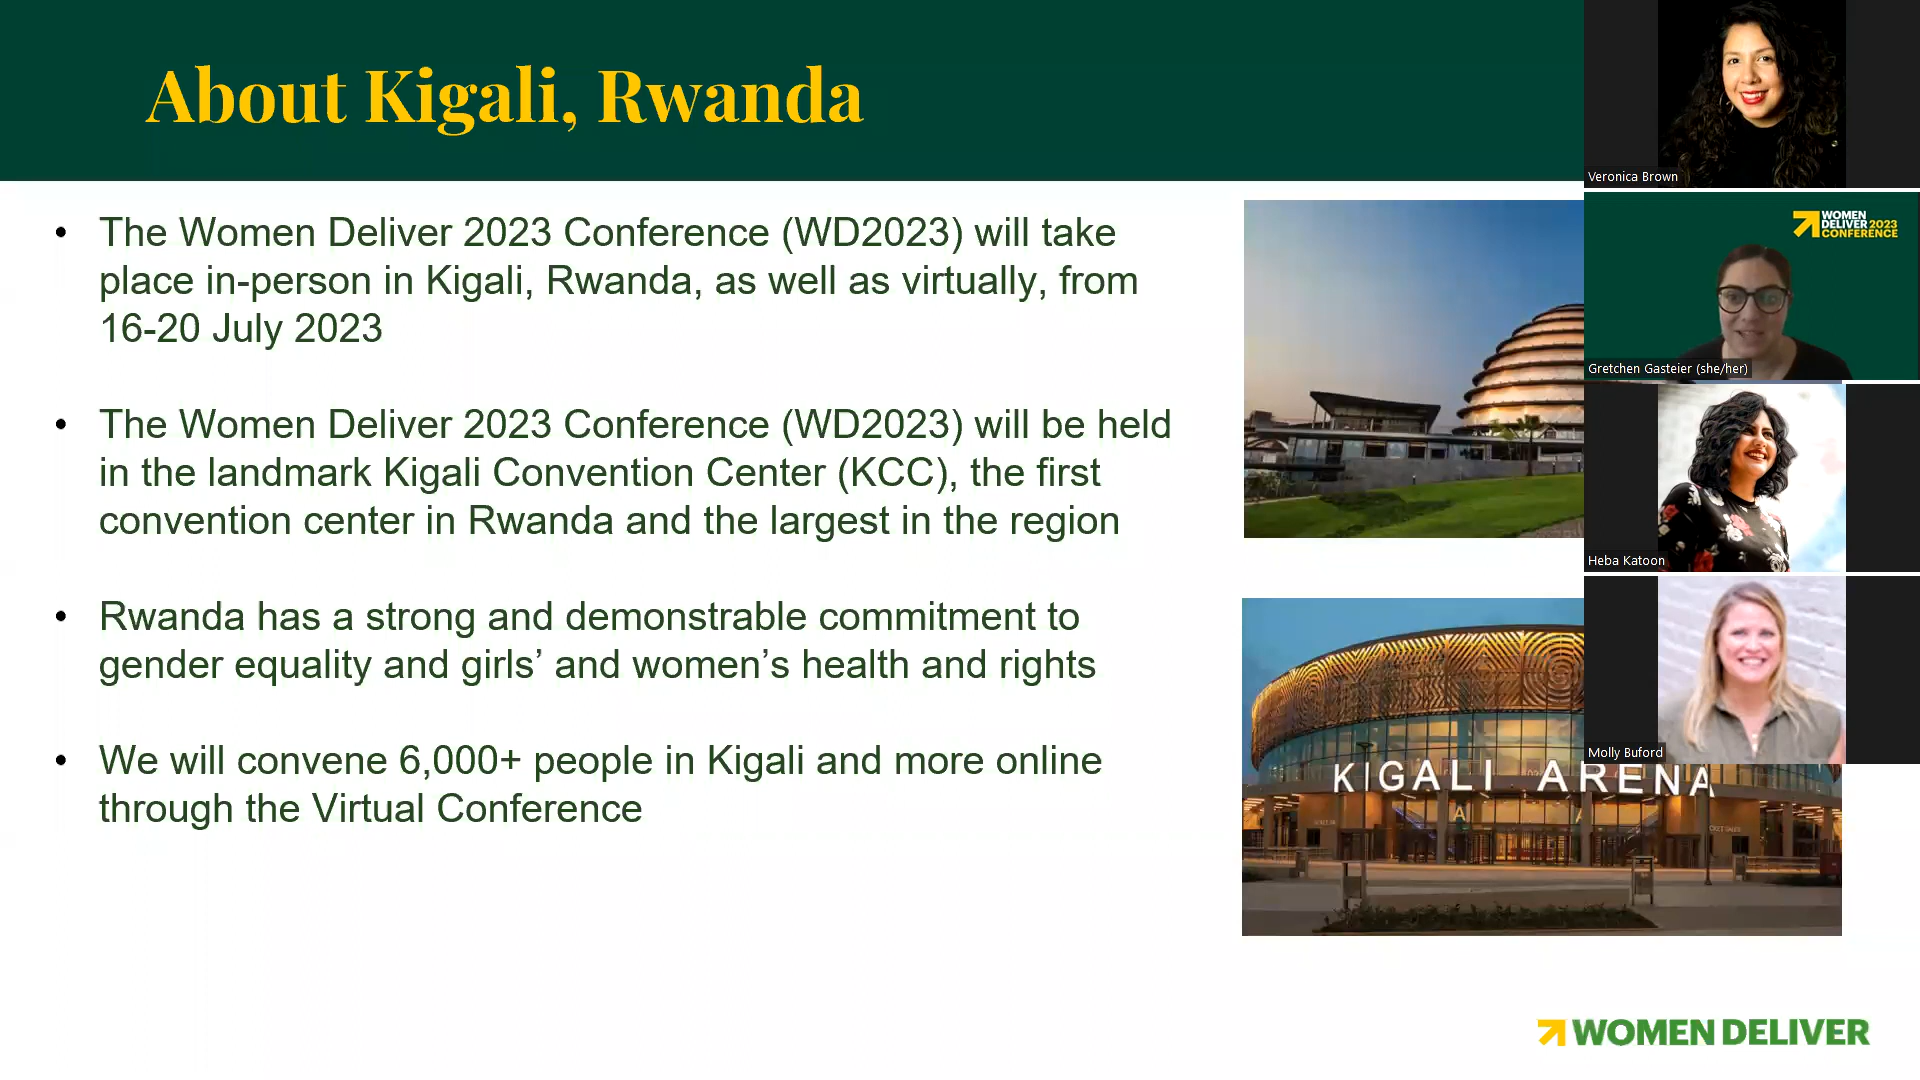 About Kigali, Rwanda
• The Women Deliver 2023 Conference (WD2023) will take
place in-person in Kigali, Rwanda, as well as virtually, from
16-20 July 2023
• The Women Deliver 2023 Conference (WD2023) will be held
in the landmark Kigali Convention Center (KCC), the first
convention center in Rwanda and the largest in the region
• Rwanda has a strong and demonstrable commitment to
gender equality and girls’ and women’s health and rights
• We will convene 6,000+ people in Kigali and more online
through the Virtual Conference
KIGALI ARENA
Veronica Brown
WOMEN
DELIVER 2023
CONFERENCE
Gretchen Gasteier (she/her)
Heba Katoon
Molly Buford
WOMEN DELIVER